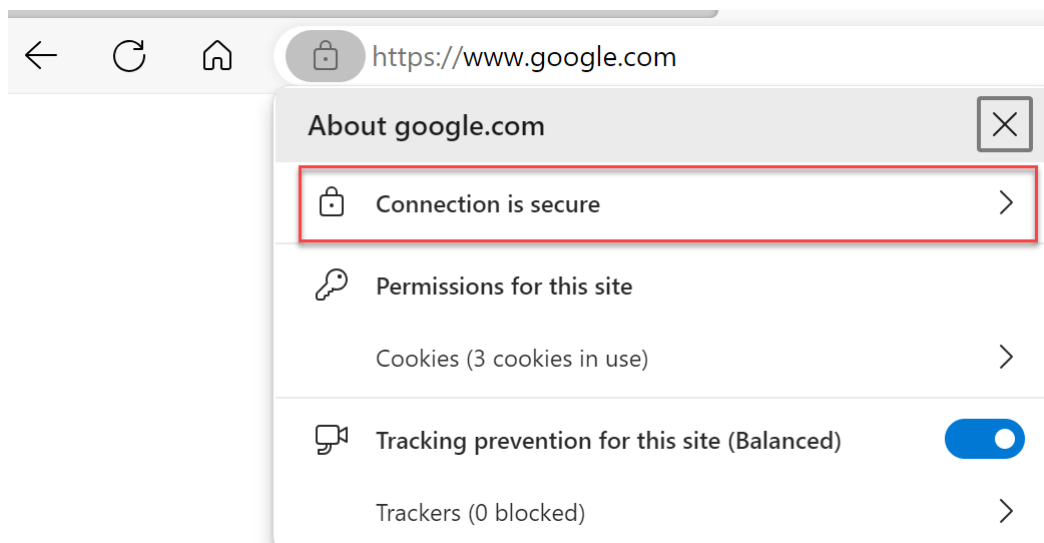 https://www.google.com
About google.com
Connection is secure
Permissions for this site
Cookies (3 cookies in use)
Tracking prevention for this site (Balanced)
Trackers (0 blocked)